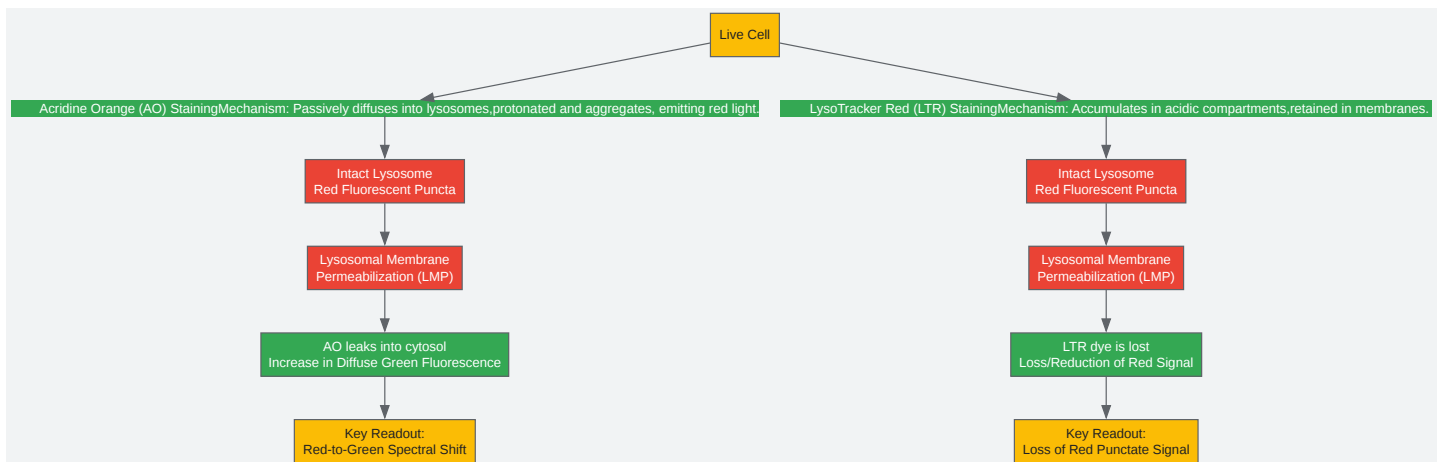 Live Cell
Acridine Orange (AO) StainingMechanism: Passively diffuses into lysosomes,protonated and aggregates, emitting red light.
LysoTracker Red (LTR) StainingMechanism: Accumulates in acidic compartments,retained in membranes.
Intact Lysosome
Red Fluorescent Puncta
Intact Lysosome
Red Fluorescent Puncta
Lysosomal Membrane
Permeabilization (LMP)
Lysosomal Membrane
Permeabilization (LMP)
AO leaks into cytosol
Increase in Diffuse Green Fluorescence
LTR dye is lost
Loss/Reduction of Red Signal
Key Readout:
Red-to-Green Spectral Shift
Key Readout:
Loss of Red Punctate Signal